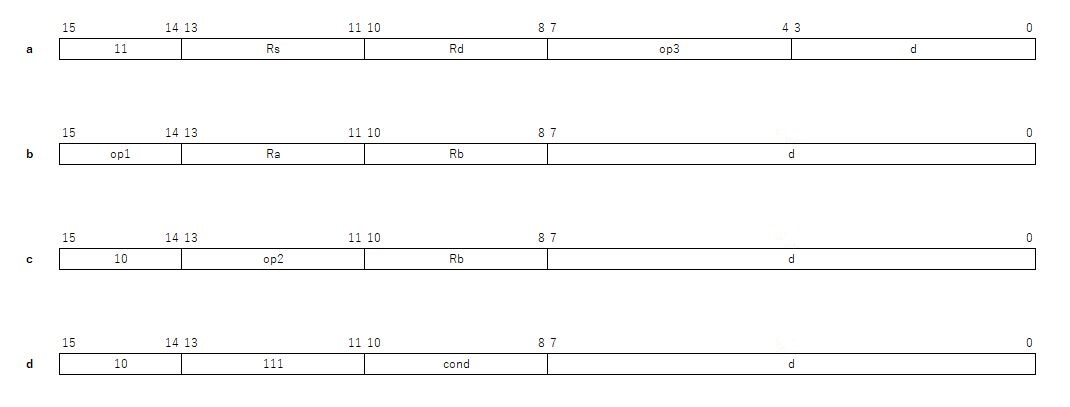 15 14 13 11 10 8 7 4 3 0
a 11 Rs Rd op3 d
15 14 13 11 10 8 7 0
b op1 Ra Rb d
15 14 13 11 10 8 7 0
c 10 op2 Rb d
15 14 13 11 10 8 7 0
d 10 111 cond d